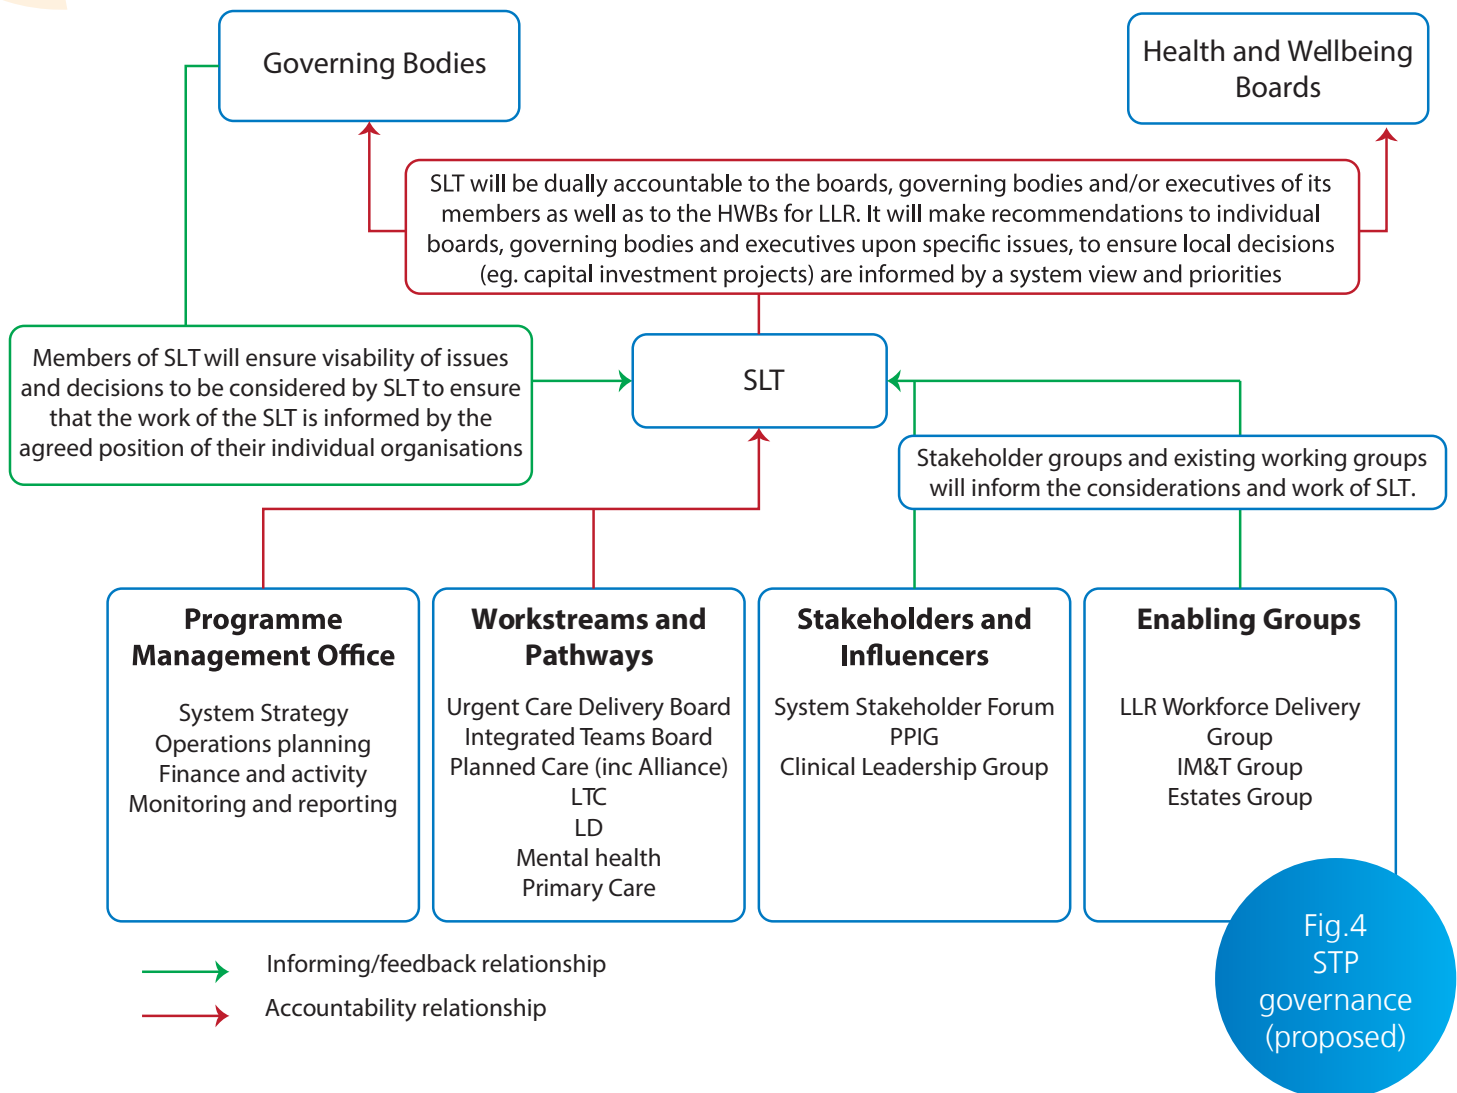 Governing Bodies
Health and Wellbeing
Boards
SLT will be dually accountable to the boards, governing bodies and/or executives of its
members as well as to the HWBs for LLR. It will make recommendations to individual
boards, governing bodies and executives upon specific issues, to ensure local decisions
(eg. capital investment projects) are informed by a system view and priorities
Members of SLT will ensure visability of issues
and decisions to be considered by SLT to ensure
that the work of the SLT is informed by the
agreed position of their individual organisations
SLT
Stakeholder groups and existing working groups
will inform the considerations and work of SLT.
Programme
Management Office
System Strategy
Operations planning
Finance and activity
Monitoring and reporting
Workstreams and
Pathways
Urgent Care Delivery Board
Integrated Teams Board
Planned Care (inc Alliance)
LTC
LD
Mental health
Primary Care
Stakeholders and
Influencers
System Stakeholder Forum
PPIG
Clinical Leadership Group
Enabling Groups
LLR Workforce Delivery
Group
IM&T Group
Estates Group
Informing/feedback relationship
Accountability relationship
Fig.4
STP
governance
(proposed)